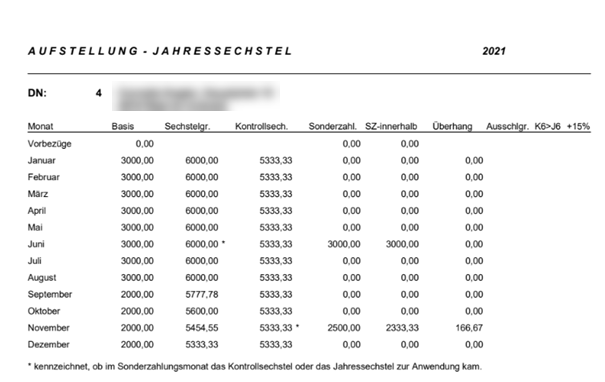 AUFSTELLUNG - JAHRESSECHSTEL 2021
DN: 4
Monat Basis Sechstelgr. Kontrollsech. Sonderzahl. SZ-innerhalb Überhang Ausschlgr. K6>J6 +15%
Vorbezüge 0,00 0,00 0,00
Januar 3000,00 6000,00 5333,33 0,00 0,00 0,00
Februar 3000,00 6000,00 5333,33 0,00 0,00 0,00
März 3000,00 6000,00 5333,33 0,00 0,00 0,00
April 3000,00 6000,00 5333,33 0,00 0,00 0,00
Mai 3000,00 6000,00 5333,33 0,00 0,00 0,00
Juni 3000,00 6000,00 * 5333,33 3000,00 3000,00 0,00
Juli 3000,00 6000,00 5333,33 0,00 0,00 0,00
August 3000,00 6000,00 5333,33 0,00 0,00 0,00
September 2000,00 5777,78 5333,33 0,00 0,00 0,00
Oktober 2000,00 5600,00 5333,33 0,00 0,00 0,00
November 2000,00 5454,55 5333,33 * 2500,00 2333,33 166,67
Dezember 2000,00 5333,33 5333,33 0,00 0,00 0,00
* kennzeichnet, ob im Sonderzahlungsmonat das Kontrollsechstel oder das Jahressechstel zur Anwendung kam.